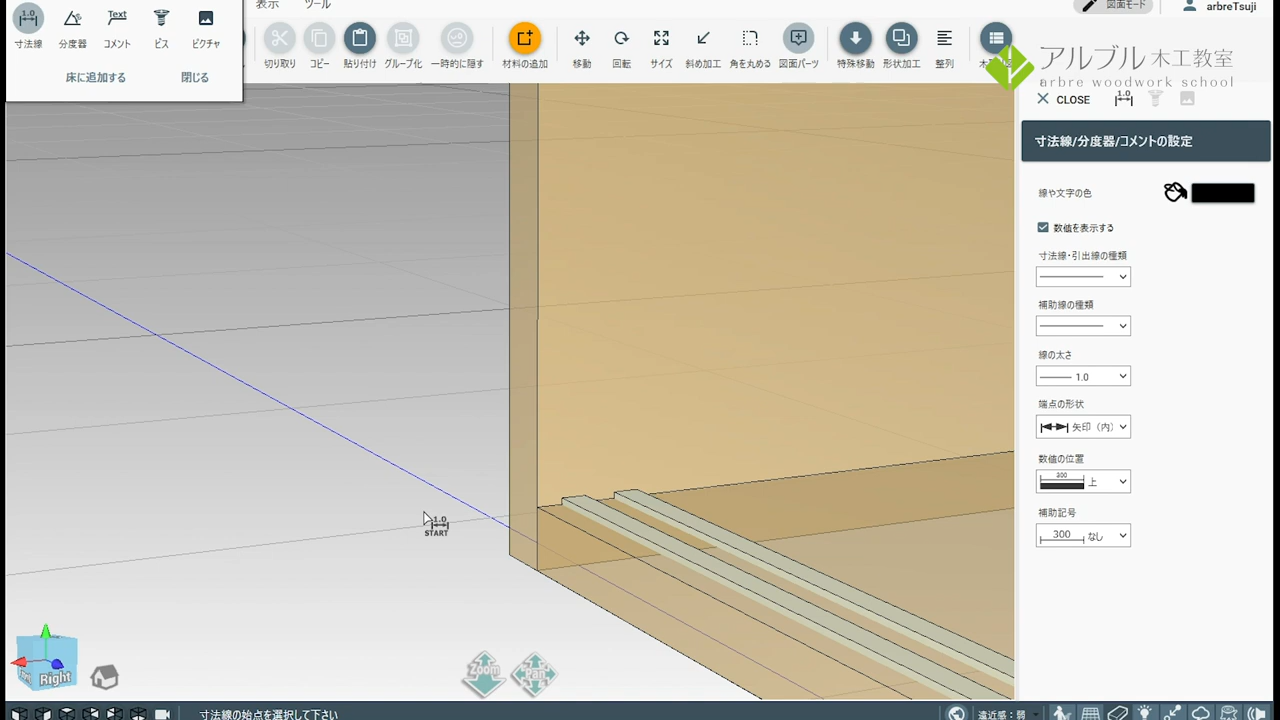 表示 ツール
図面モード
arbreTsuji
1.0
寸法線
分度器
Text
コメント
ビス
ピクチャ
床に追加する
閉じる
切り取り
コピー
貼り付け
グループ化
一時的に隠す
材料の追加
移動
回転
サイズ
斜め加工
角を丸める
図面パーツ
特殊移動
形状加工
整列
アルブル木工教室
arbre woodwork school
CLOSE
1.0
寸法線/分度器/コメントの設定
線や文字の色
数値を表示する
寸法線・引出線の種類
補助線の種類
線の太さ
1.0
端点の形状
矢印（内）
数値の位置
300
上
補助記号
300
なし
1.0
START
Right
Zoom
Pan
寸法線の始点を選択して下さい
遠近感：弱